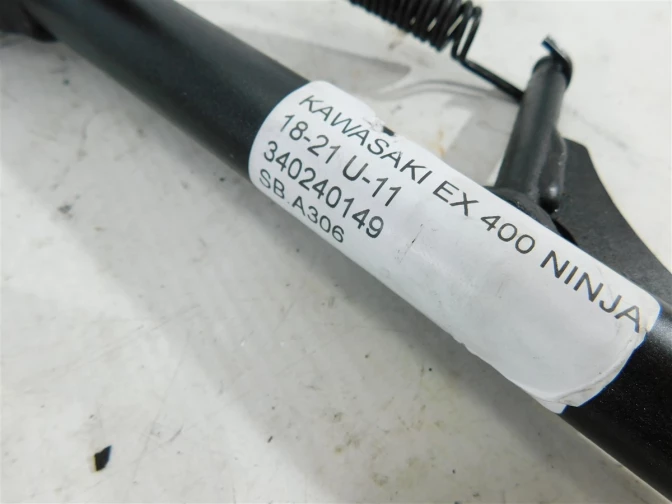 KAWASAKI EX 400 NINJA
18-21 U-11
340240149
SB.A306